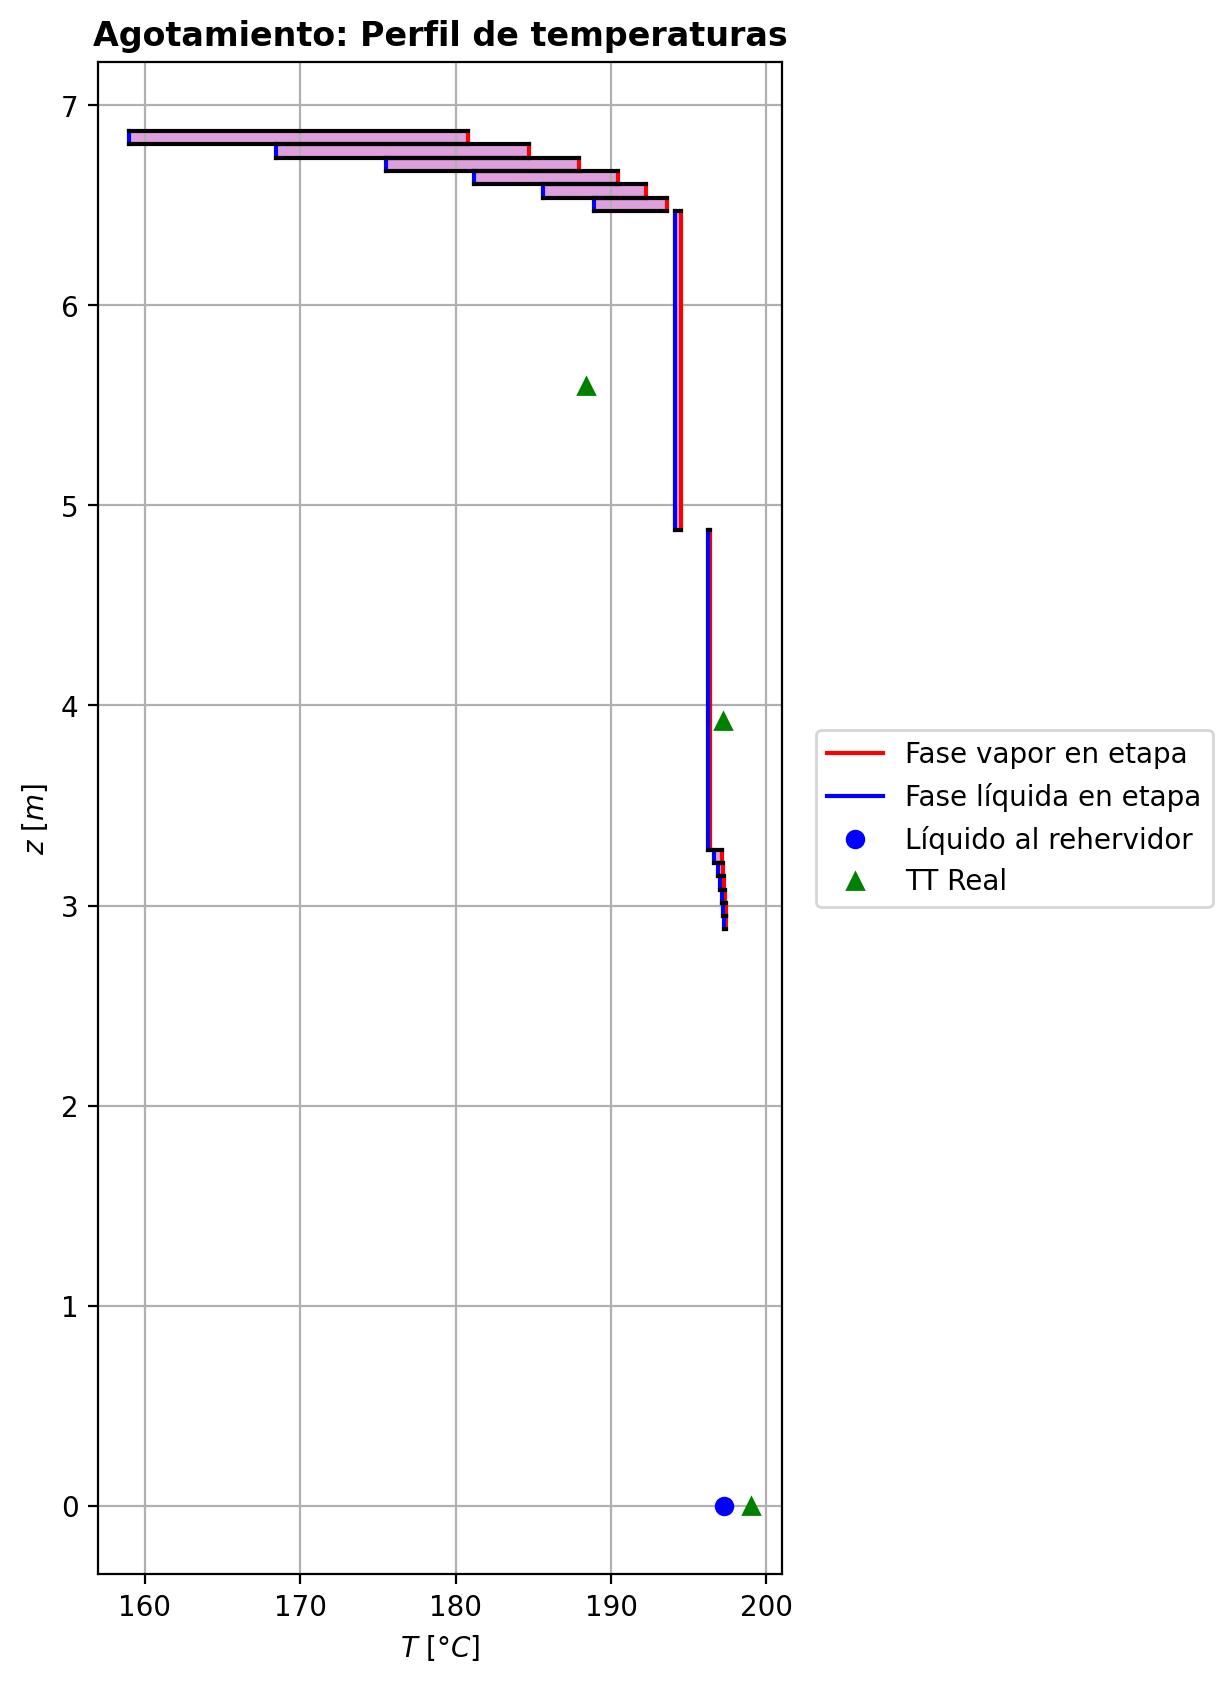 Agotamiento: Perfil de temperaturas
7
6
5
4
3
2
1
0
z [m]
160 170 180 190 200
T [°C]
Fase vapor en etapa
Fase líquida en etapa
Líquido al rehervidor
TT Real